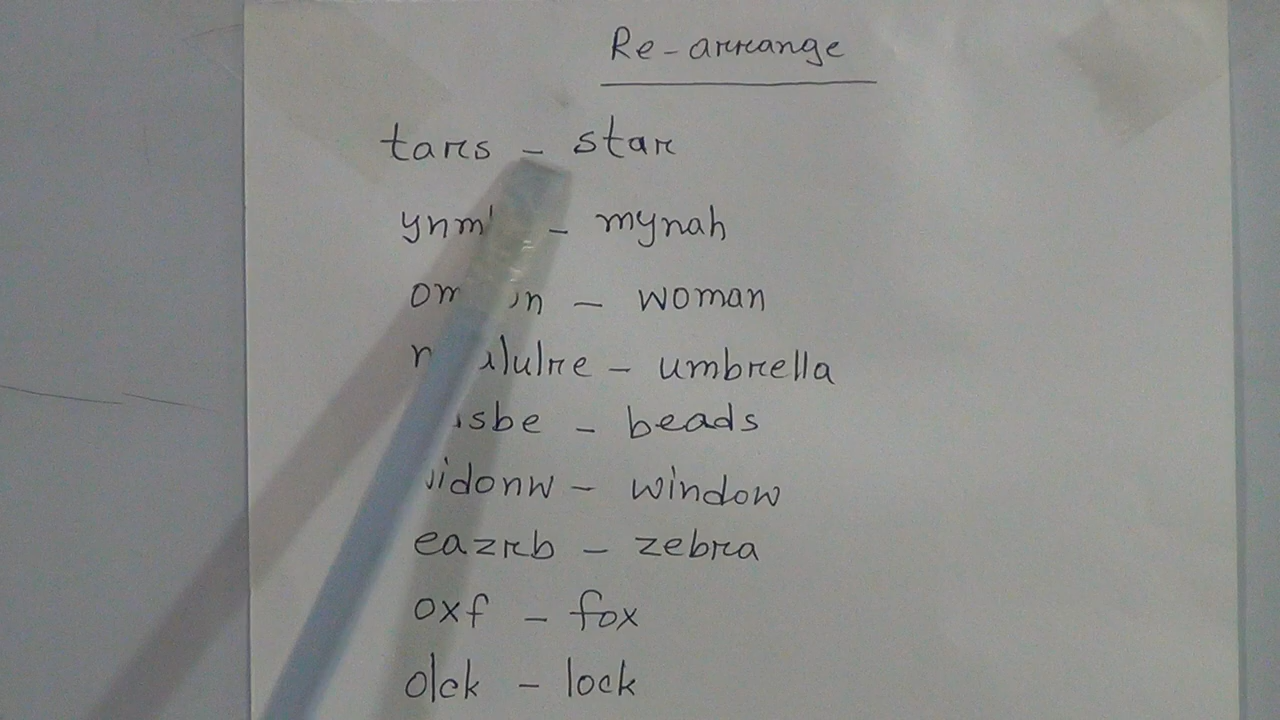 Re-arrange
tars - star
- mynah
- woman
- umbrella
- beads
- window
eazrb - zebra
oxf - fox
olck - lock